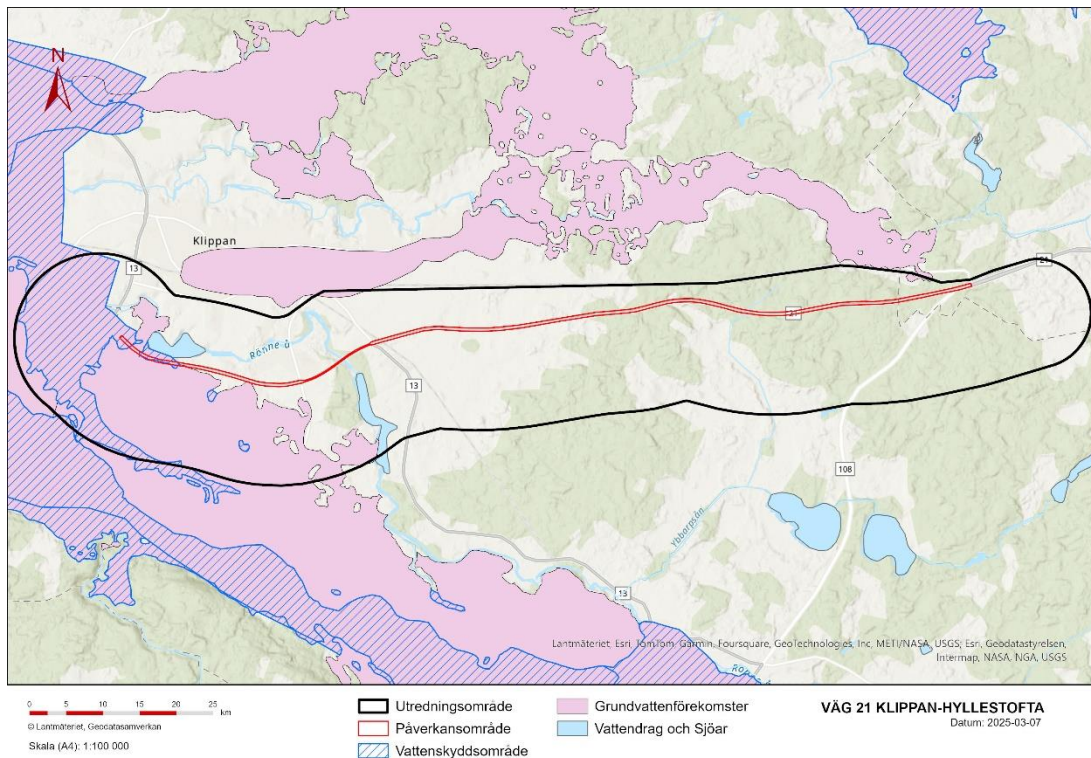 N
21
Klippan
13
Rönne å
21
13
108
Ybbarpsån
13
Lantmäteriet, Esri, TomTom, Garmin, Foursquare, GeoTechnologies, Inc, METI/NASA, USGS; Esri, Geodatastyrelsen,
Intermap, NASA, NGA, USGS
0 5 10 15 20 25
km
© Lantmäteriet, Geodatasamverkan
Skala (A4): 1:100 000
Utredningsområde
Påverkansområde
Vattenskyddsområde
Grundvattenförekomster
Vattendrag och Sjöar
VÄG 21 KLIPPAN-HYLLESTOFTA
Datum: 2025-03-07